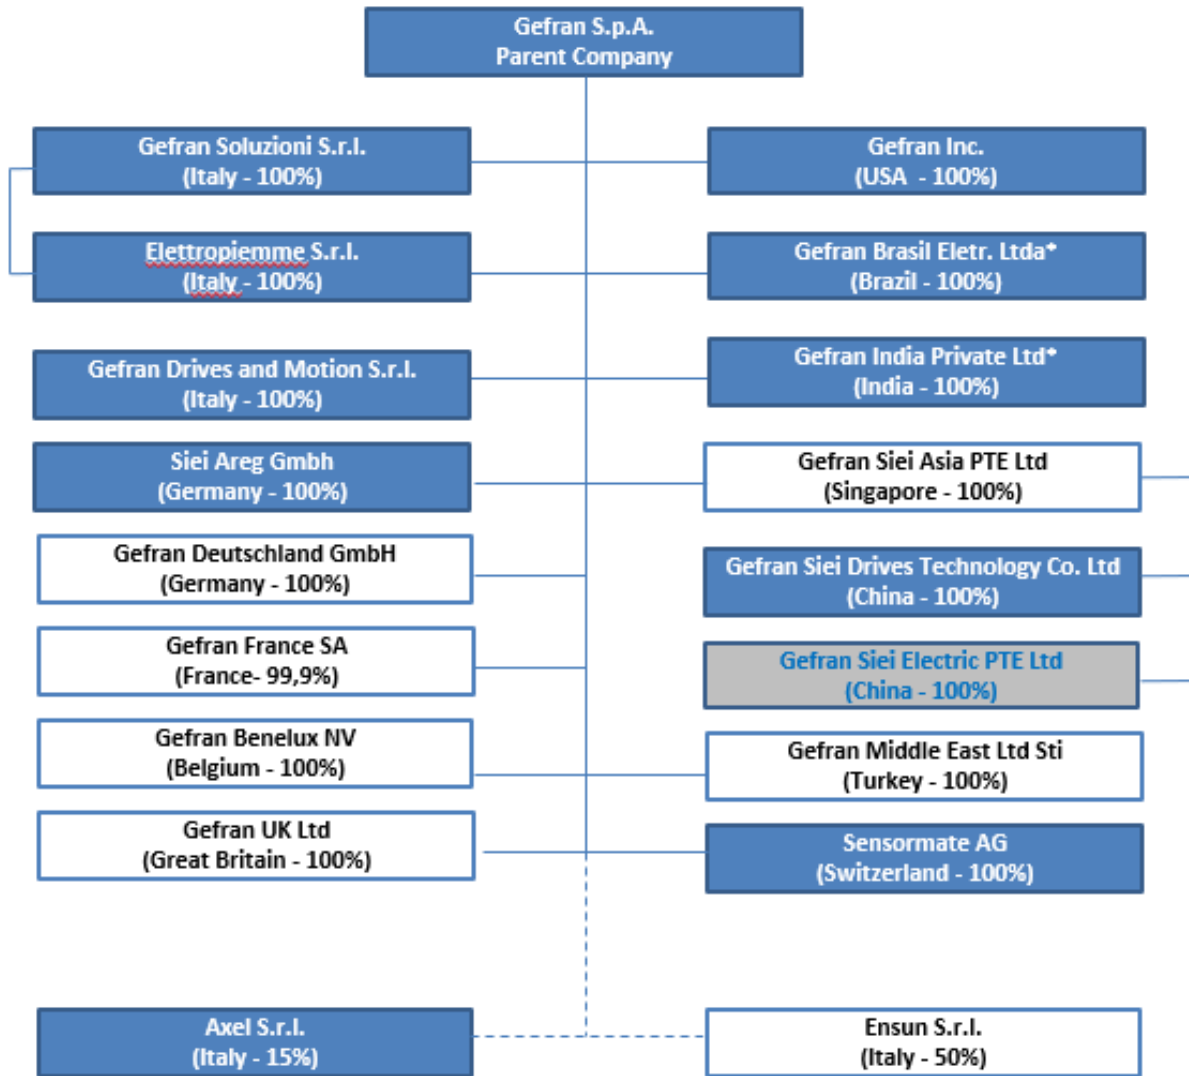 Gefran S.p.A.
Parent Company
Gefran Soluzioni S.r.l.
(Italy - 100%)
Gefran Inc.
(USA - 100%)
Elettropiemme S.r.l.
(Italy - 100%)
Gefran Brasil Eletr. Ltda*
(Brazil - 100%)
Gefran Drives and Motion S.r.l.
(Italy - 100%)
Gefran India Private Ltd*
(India - 100%)
Siei Areg Gmbh
(Germany - 100%)
Gefran Siei Asia PTE Ltd
(Singapore - 100%)
Gefran Deutschland GmbH
(Germany - 100%)
Gefran Siei Drives Technology Co. Ltd
(China - 100%)
Gefran France SA
(France- 99,9%)
Gefran Siei Electric PTE Ltd
(China - 100%)
Gefran Benelux NV
(Belgium - 100%)
Gefran Middle East Ltd Sti
(Turkey - 100%)
Gefran UK Ltd
(Great Britain - 100%)
Sensormate AG
(Switzerland - 100%)
Axel S.r.l.
(Italy - 15%)
Ensun S.r.l.
(Italy - 50%)